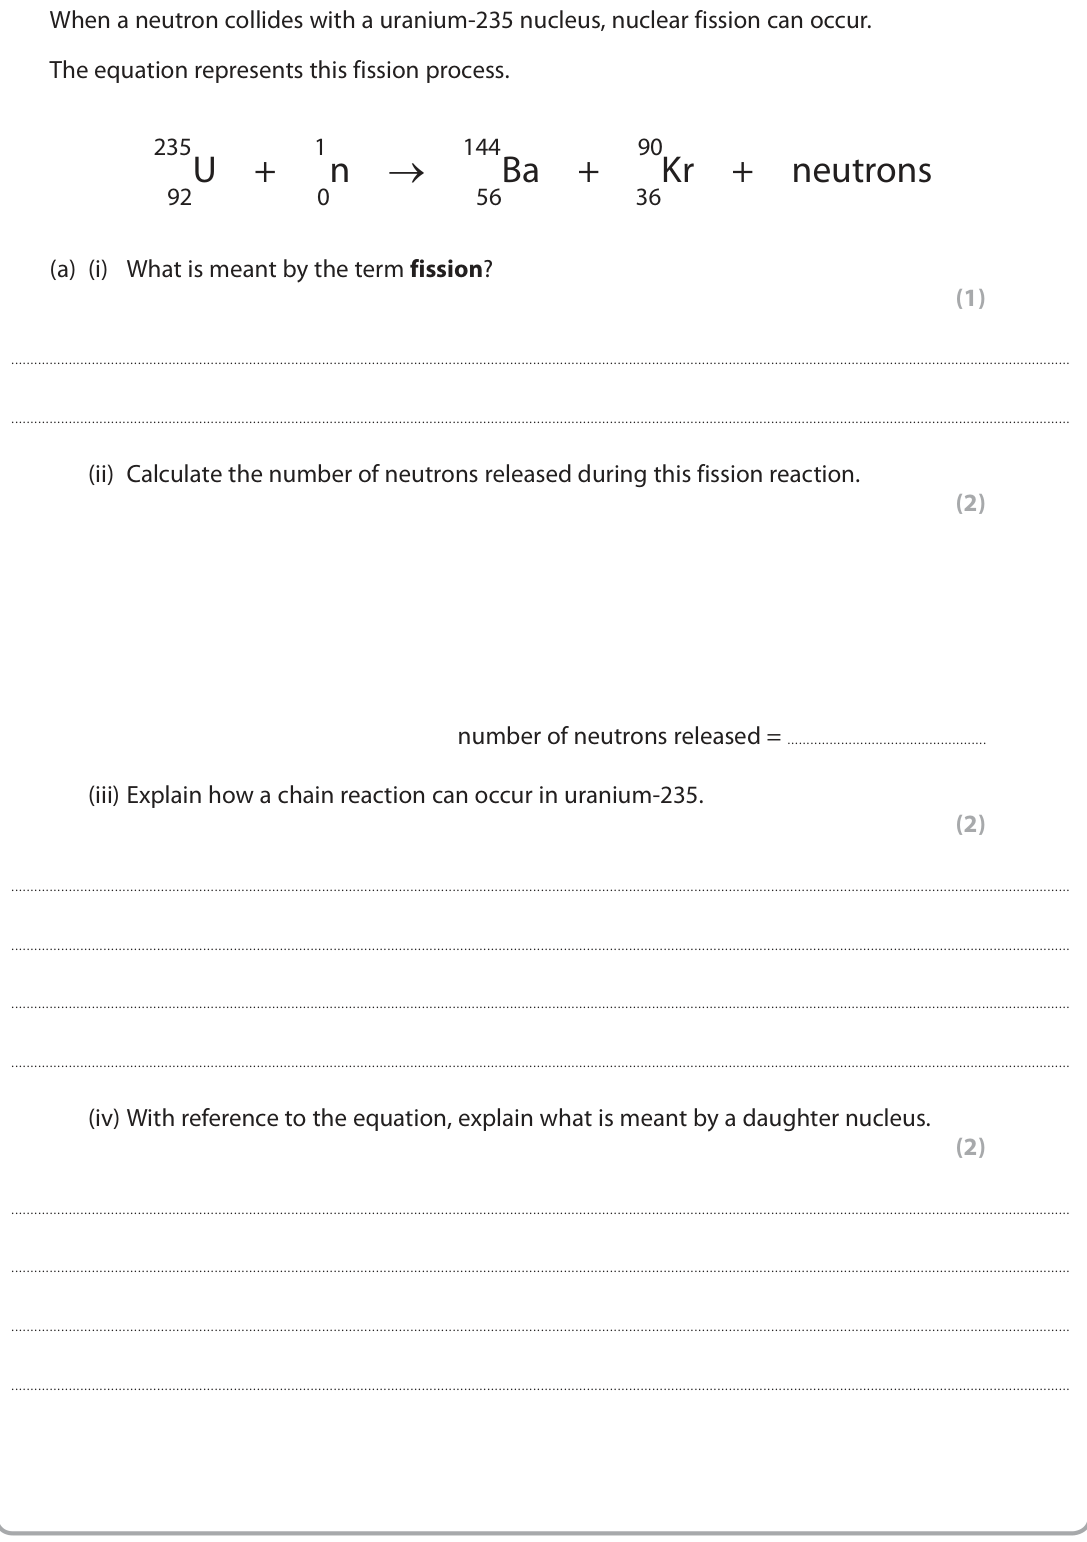 When a neutron collides with a uranium-235 nucleus, nuclear fission can occur.
The equation represents this fission process.
235 1 144 90
U + n → Ba + Kr + neutrons
92 0 56 36
(a) (i) What is meant by the term fission?
(1)
(ii) Calculate the number of neutrons released during this fission reaction.
(2)
number of neutrons released =
(iii) Explain how a chain reaction can occur in uranium-235.
(2)
(iv) With reference to the equation, explain what is meant by a daughter nucleus.
(2)